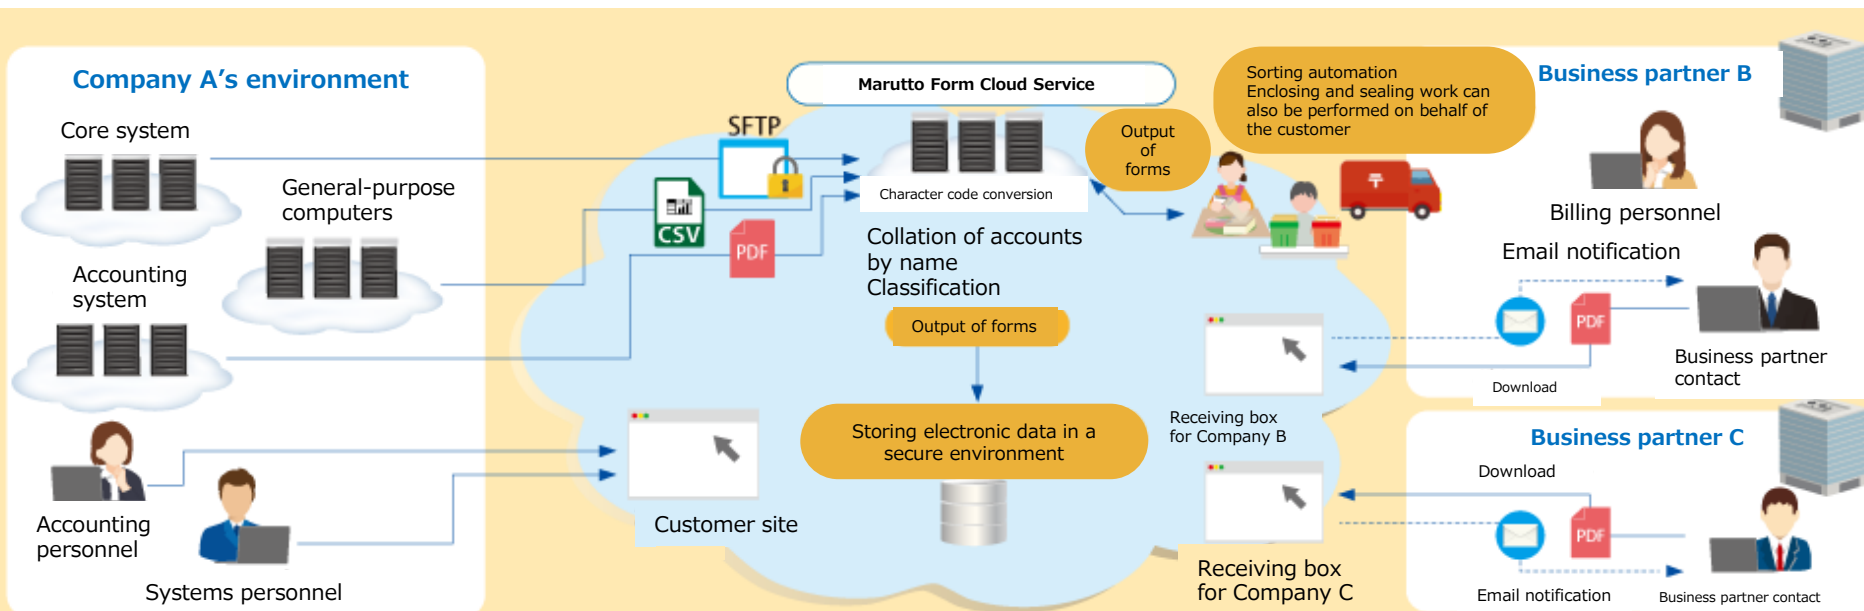 Company A's environment
Core system
General-purpose
computers
Accounting
system
Accounting
personnel
Systems personnel
Marutto Form Cloud Service
SFTP
CSV
PDF
Character code conversion
Collation of accounts
by name
Classification
Output of forms
Storing electronic data in a
secure environment
Customer site
Output
of
forms
Sorting automation
Enclosing and sealing work can
also be performed on behalf of
the customer
〒
Receiving box
for Company B
Receiving box
for Company C
Business partner B
Billing personnel
Email notification
PDF
Business partner
contact
Download
Business partner C
Download
PDF
Email notification
Business partner contact